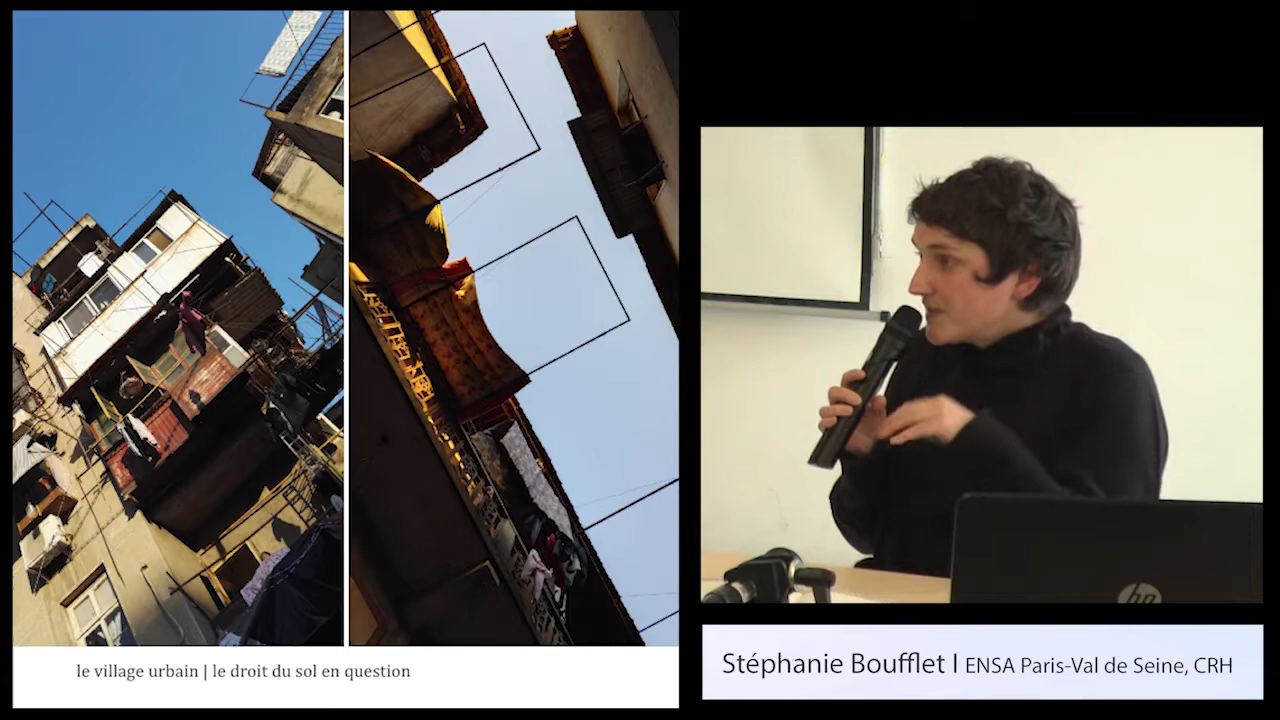 le village urbain | le droit du sol en question
hp
Stéphanie Boufflet I ENSA Paris-Val de Seine, CRH